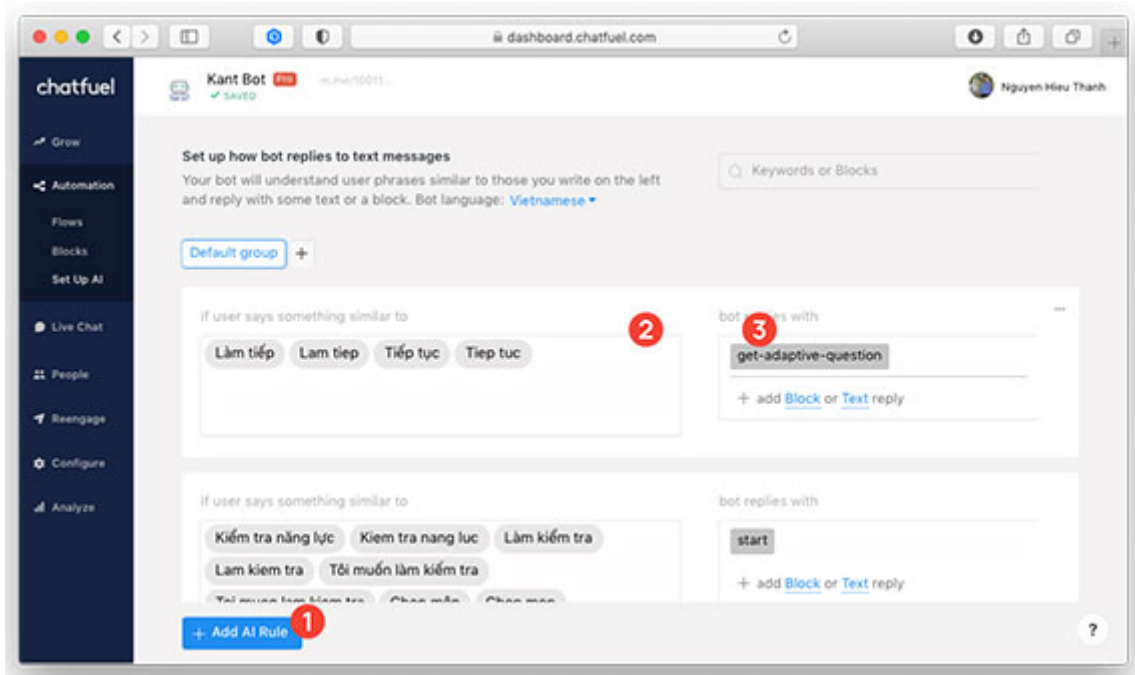 dashboard.chatfuel.com
chatfuel
Kant Bot PRO
SAVED
Nguyen Hieu Thanh
Grow
Automation
Flows
Blocks
Set Up AI
Live Chat
People
Reengage
Configure
Analyze
Set up how bot replies to text messages
Your bot will understand user phrases similar to those you write on the left
and reply with some text or a block. Bot language: Vietnamese
Keywords or Blocks
Default group +
if user says something similar to
2
Làm tiếp Lam tiep Tiếp tục Tiep tuc
bot replies with
3
get-adaptive-question
+ add Block or Text reply
if user says something similar to
Kiểm tra năng lực Kiem tra nang luc Làm kiểm tra
Lam kiem tra Tôi muốn làm kiểm tra
bot replies with
start
+ add Block or Text reply
+ Add AI Rule
1
?